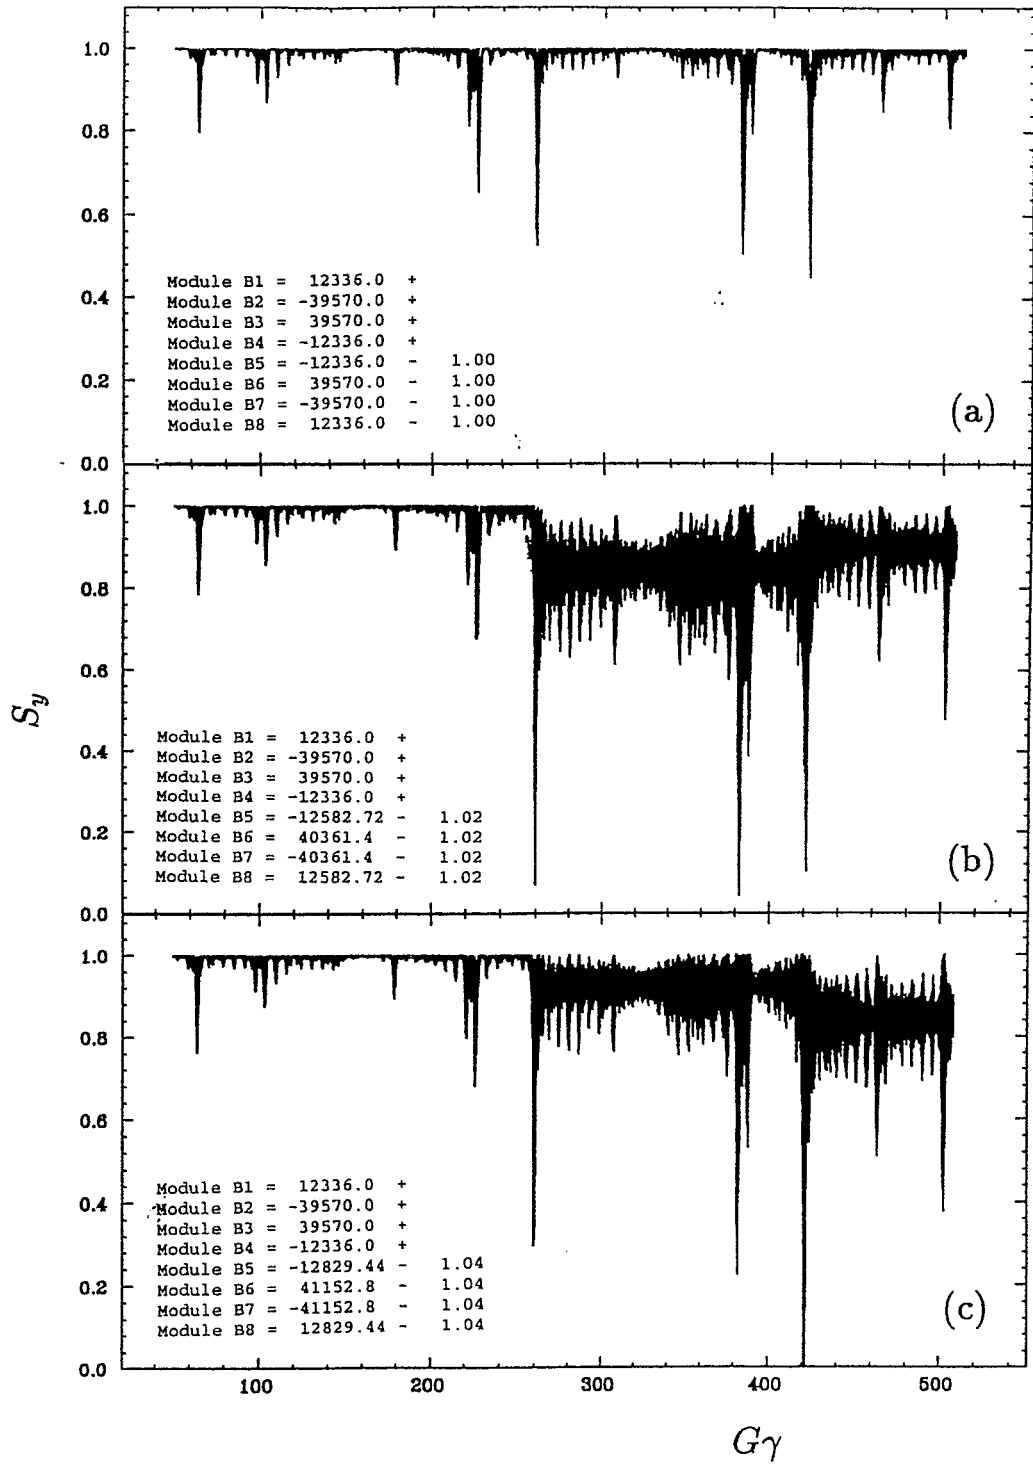 1.0
0.8
0.6
0.4
0.2
0.0
Module B1 = 12336.0 +
Module B2 = -39570.0 +
Module B3 = 39570.0 +
Module B4 = -12336.0 +
Module B5 = -12336.0 - 1.00
Module B6 = 39570.0 - 1.00
Module B7 = -39570.0 - 1.00
Module B8 = 12336.0 - 1.00
(a)
1.0
0.8
0.6
0.4
0.2
0.0
Module B1 = 12336.0 +
Module B2 = -39570.0 +
Module B3 = 39570.0 +
Module B4 = -12336.0 +
Module B5 = -12582.72 - 1.02
Module B6 = 40361.4 - 1.02
Module B7 = -40361.4 - 1.02
Module B8 = 12582.72 - 1.02
(b)
Sy
1.0
0.8
0.6
0.4
0.2
0.0
Module B1 = 12336.0 +
Module B2 = -39570.0 +
Module B3 = 39570.0 +
Module B4 = -12336.0 +
Module B5 = -12829.44 - 1.04
Module B6 = 41152.8 - 1.04
Module B7 = -41152.8 - 1.04
Module B8 = 12829.44 - 1.04
(c)
100 200 300 400 500
Gγ